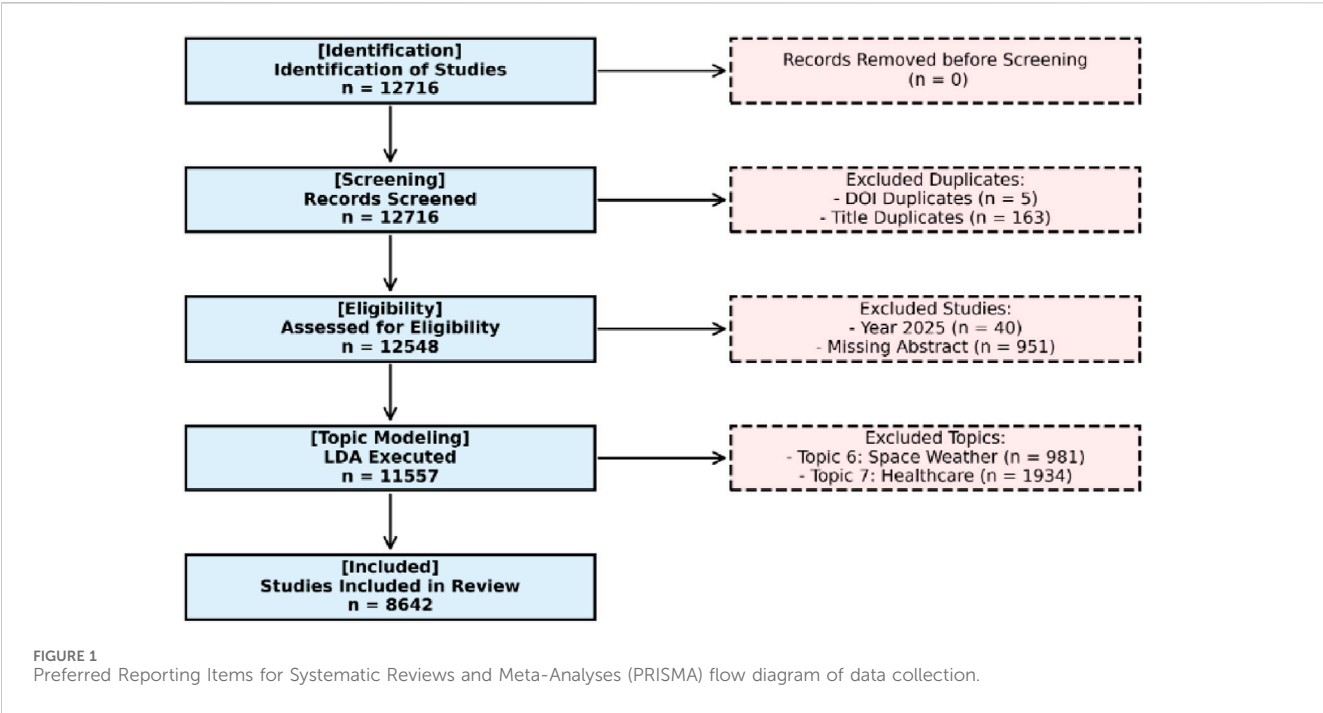 [Identification]
Identification of Studies
n = 12716
Records Removed before Screening
(n = 0)
[Screening]
Records Screened
n = 12716
Excluded Duplicates:
- DOI Duplicates (n = 5)
- Title Duplicates (n = 163)
[Eligibility]
Assessed for Eligibility
n = 12548
Excluded Studies:
- Year 2025 (n = 40)
- Missing Abstract (n = 951)
[Topic Modeling]
LDA Executed
n = 11557
Excluded Topics:
- Topic 6: Space Weather (n = 981)
- Topic 7: Healthcare (n = 1934)
[Included]
Studies Included in Review
n = 8642
FIGURE 1
Preferred Reporting Items for Systematic Reviews and Meta-Analyses (PRISMA) flow diagram of data collection.